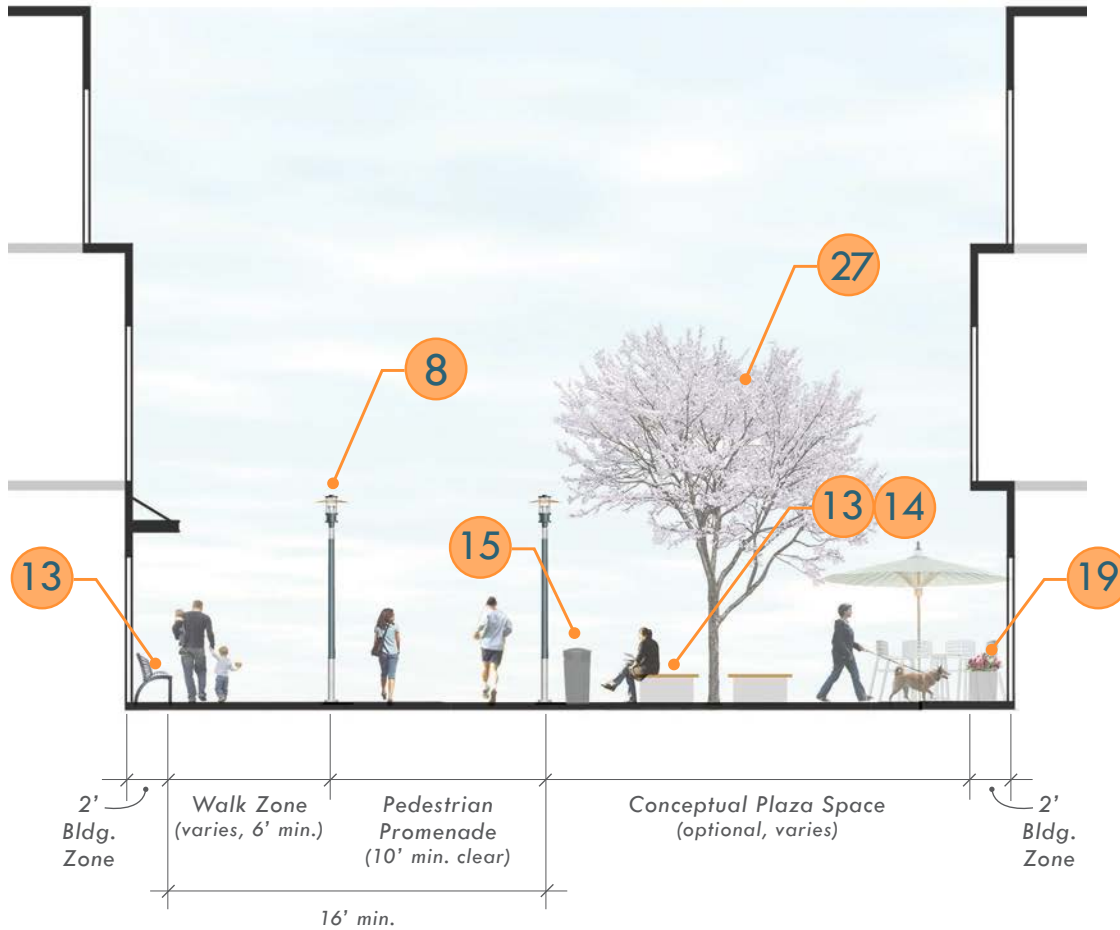 27
8
13 14
15
13
19
2'
Bldg.
Zone
Walk Zone
(varies, 6' min.)
Pedestrian
Promenade
(10' min. clear)
Conceptual Plaza Space
(optional, varies)
2'
Bldg.
Zone
16' min.